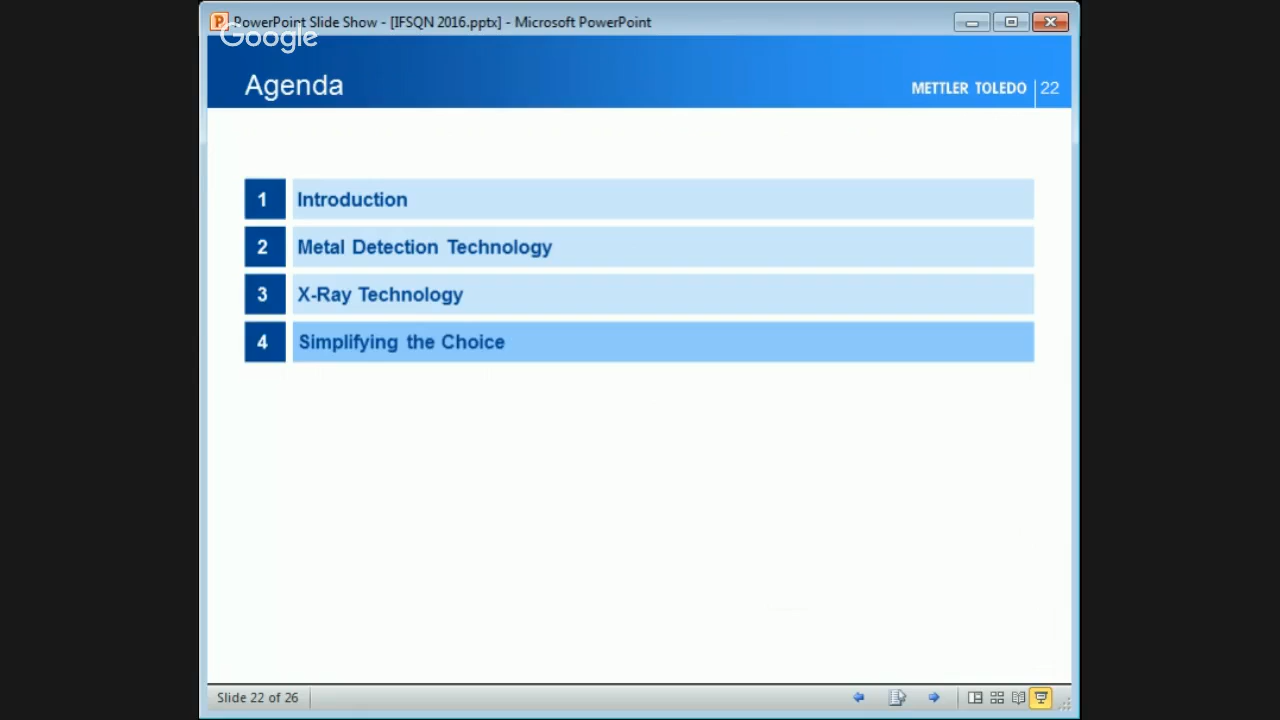 PowerPoint Slide Show - [IFSQN 2016.pptx] - Microsoft PowerPoint
Google
Agenda
METTLER TOLEDO 22
1 Introduction
2 Metal Detection Technology
3 X-Ray Technology
4 Simplifying the Choice
Slide 22 of 26